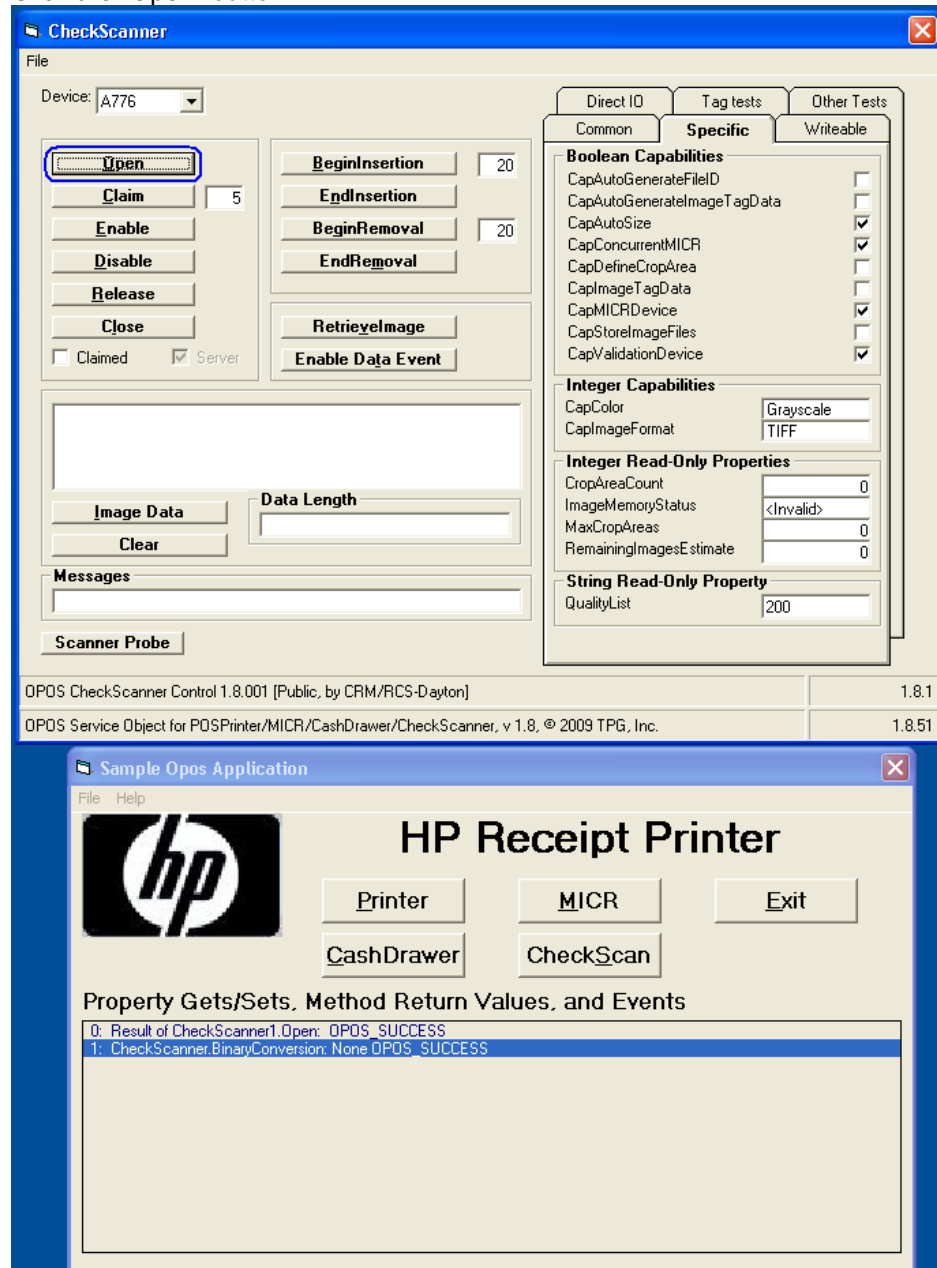 CheckScanner
File
Device: A776
Open
Claim 5
Enable
Disable
Release
Close
Claimed Server
BeginInsertion 20
EndInsertion
BeginRemoval 20
EndRemoval
RetrieveImage
Enable Data Event
Image Data
Clear
Data Length
Messages
Scanner Probe
Direct IO Tag tests Other Tests
Common Specific Writeable
Boolean Capabilities
CapAutoGenerateFileID
CapAutoGenerateImageTagData
CapAutoSize
CapConcurrentMICR
CapDefineCropArea
CapImageTagData
CapMICRDevice
CapStoreImageFiles
CapValidationDevice
Integer Capabilities
CapColor Grayscale
CapImageFormat TIFF
Integer Read-Only Properties
CropAreaCount 0
ImageMemoryStatus <Invalid>
MaxCropAreas 0
RemainingImagesEstimate 0
String Read-Only Property
QualityList 200
OPOS CheckScanner Control 1.8.001 [Public, by CRM/RCS-Dayton] 1.8.1
OPOS Service Object for POSPrinter/MICR/CashDrawer/CheckScanner, v 1.8, © 2009 TPG, Inc. 1.8.51
Sample Opos Application
File Help
hp
HP Receipt Printer
Printer MICR Exit
CashDrawer CheckScan
Property Gets/Sets, Method Return Values, and Events
0: Result of CheckScanner1.Open: OPOS_SUCCESS
1: CheckScanner.BinaryConversion: None OPOS_SUCCESS